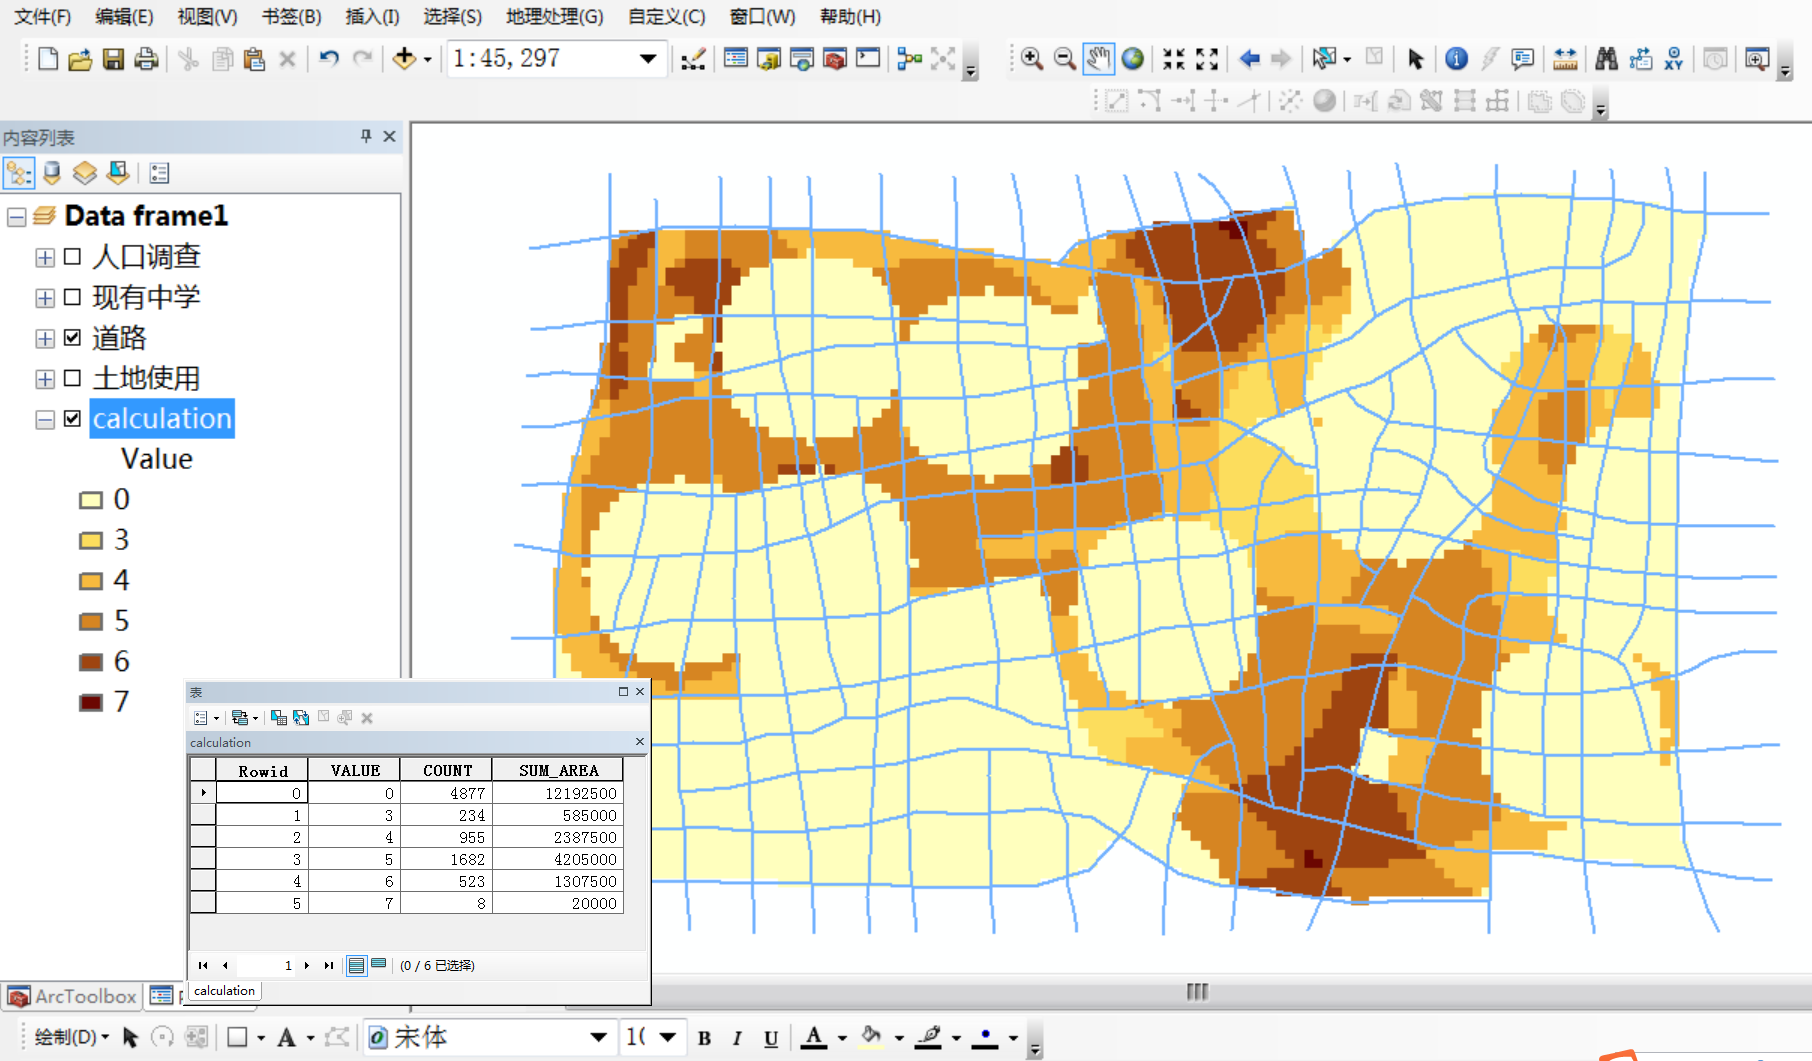 文件(F) 编辑(E) 视图(V) 书签(B) 插入(I) 选择(S) 地理处理(G) 自定义(C) 窗口(W) 帮助(H)
1:45,297
XY
内容列表
Data frame1
人口调查
现有中学
道路
土地使用
calculation
Value
0
3
4
5
6
7
表
calculation
Rowid VALUE COUNT SUM_AREA
0 0 4877 12192500
1 3 234 585000
2 4 955 2387500
3 5 1682 4205000
4 6 523 1307500
5 7 8 20000
1 (0 / 6 已选择)
calculation
ArcToolbox
绘制(D) A 宋体 10 B I U A